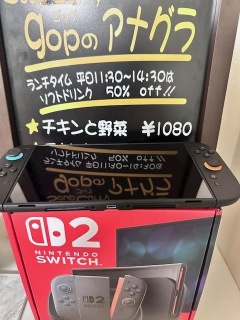 gopのアナグラ
ランチタイム 平日11:30~14:30は
ソフトドリンク 50% off!!
★チキンと野菜 ¥1080
2
NINTENDO
SWITCH